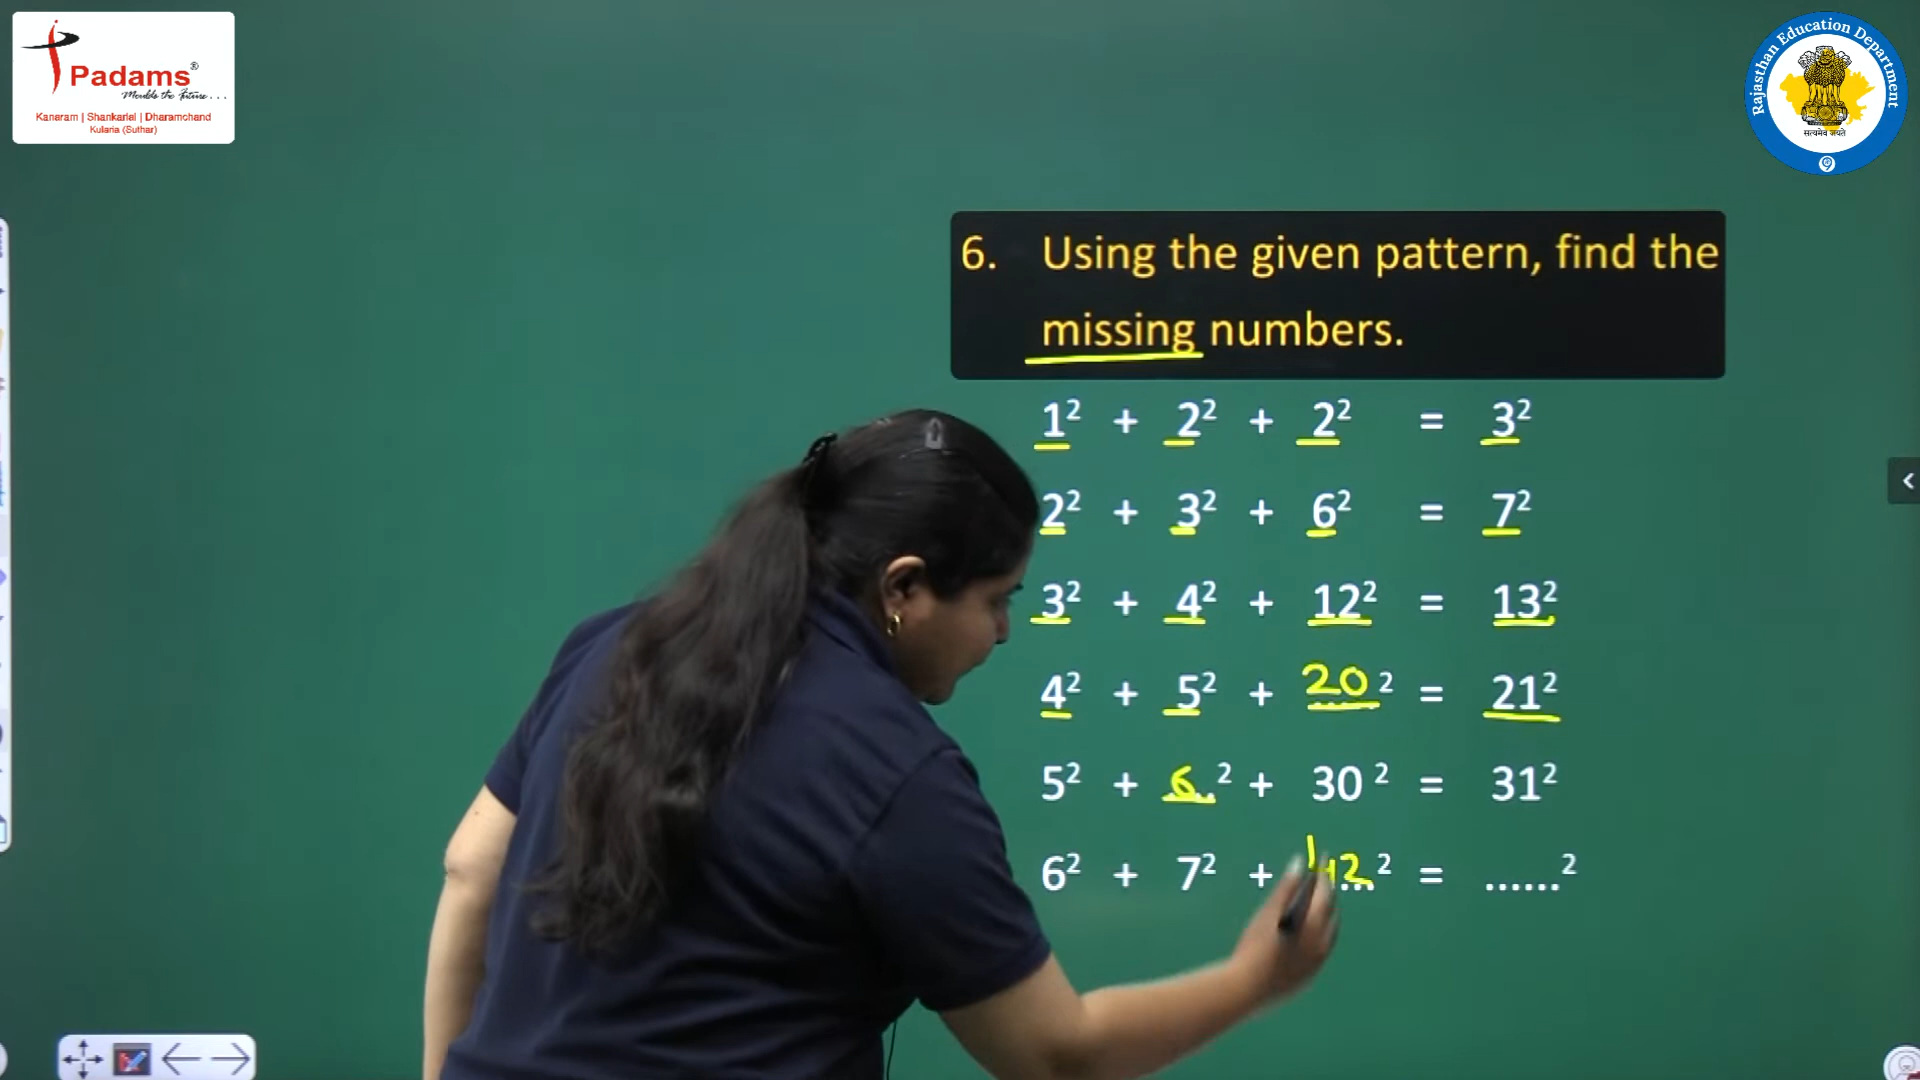 Padams®
Moulds the Future...
Kanaram | Shankarlal | Dharamchand
Kularia (Suthar)
Rajasthan Education Department
सत्यमेव जयते
6. Using the given pattern, find the
missing numbers.
1² + 2² + 2² = 3²
2² + 3² + 6² = 7²
3² + 4² + 12² = 13²
4² + 5² + 20² = 21²
5² + 6² + 30² = 31²
6² + 7² + 42² = ......²